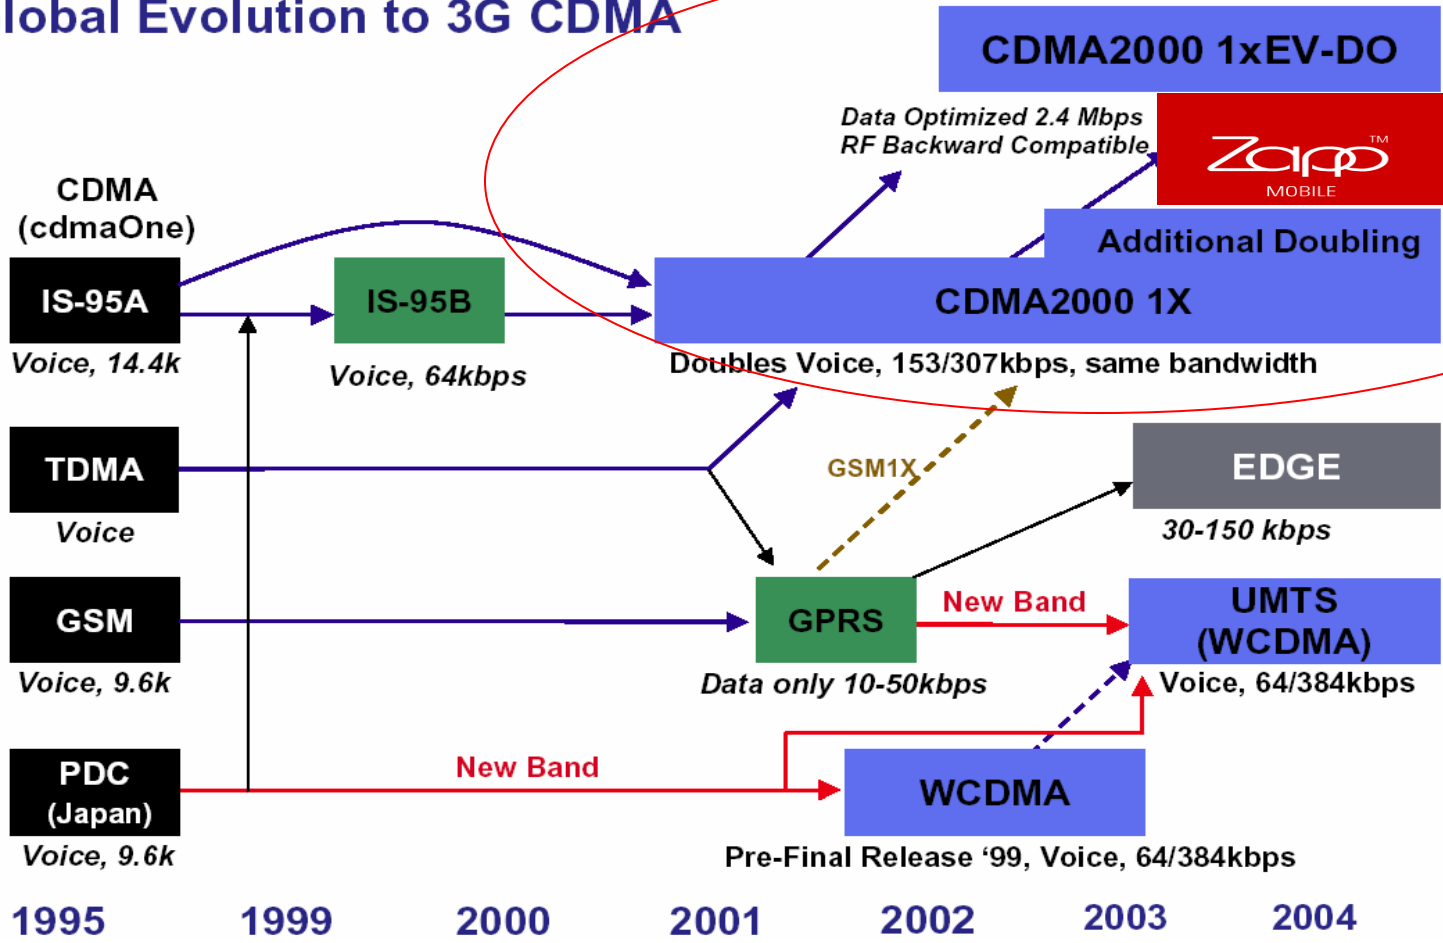 lobal Evolution to 3G CDMA
CDMA2000 1xEV-DO
Data Optimized 2.4 Mbps
RF Backward Compatible
Zapp™
MOBILE
CDMA
(cdmaOne)
Additional Doubling
IS-95A
IS-95B
CDMA2000 1X
Voice, 14.4k
Voice, 64kbps
Doubles Voice, 153/307kbps, same bandwidth
TDMA
GSM1X
EDGE
Voice
30-150 kbps
GSM
GPRS
New Band
UMTS
(WCDMA)
Voice, 9.6k
Data only 10-50kbps
Voice, 64/384kbps
PDC
(Japan)
New Band
WCDMA
Voice, 9.6k
Pre-Final Release ‘99, Voice, 64/384kbps
1995 1999 2000 2001 2002 2003 2004